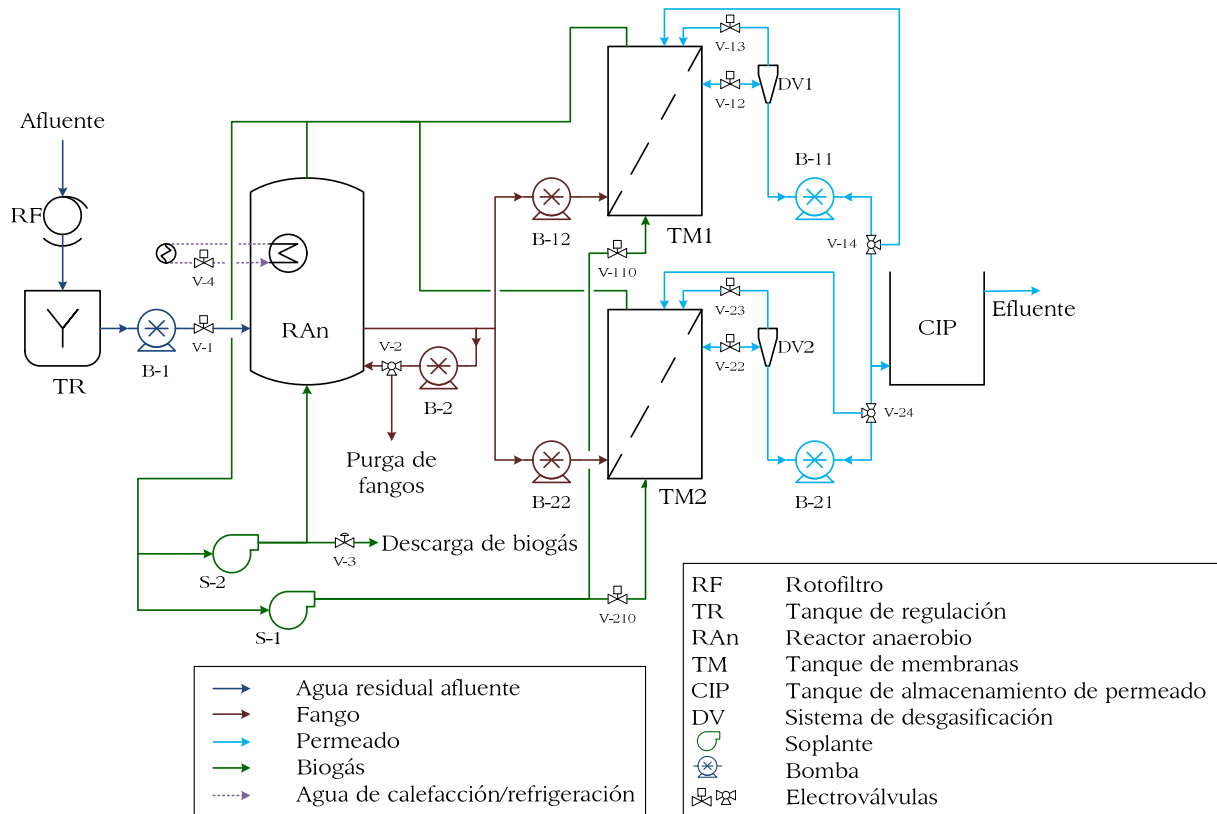 Afluente
RF
TR
B-1
V-1
V-4
RAn
V-2
B-2
Purga de
fangos
S-2
V-3
Descarga de biogás
S-1
B-12
B-22
TM1
V-110
TM2
V-210
V-13
V-12
DV1
B-11
V-14
V-23
V-22
DV2
V-24
B-21
CIP
Efluente
Agua residual afluente
Fango
Permeado
Biogás
Agua de calefacción/refrigeración
RF Rotofiltro
TR Tanque de regulación
RAn Reactor anaerobio
TM Tanque de membranas
CIP Tanque de almacenamiento de permeado
DV Sistema de desgasificación
Soplante
Bomba
Electroválvulas